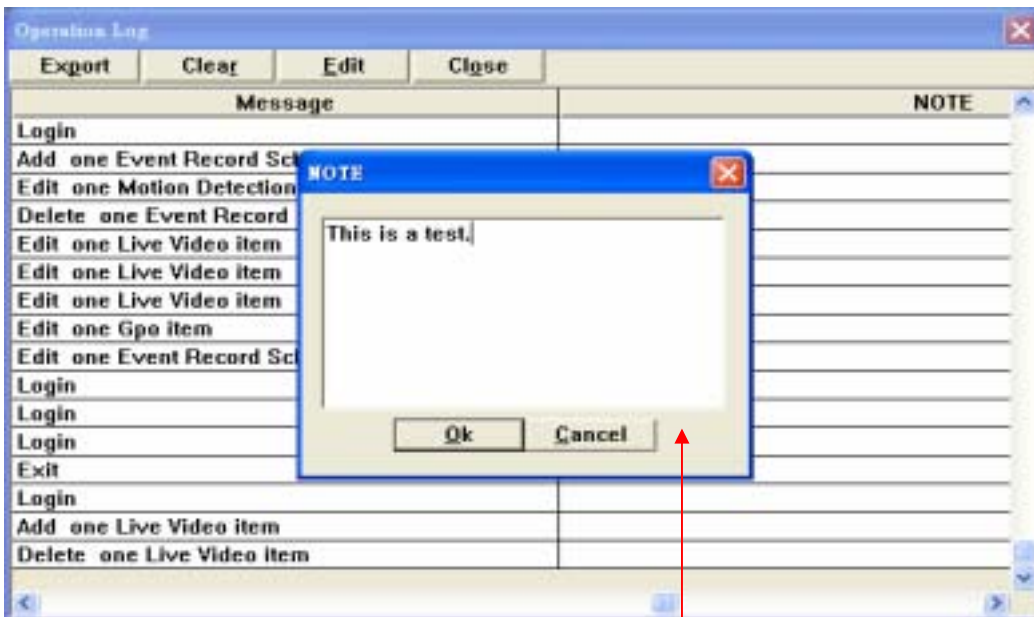 Operation Log
Export Clear Edit Close
Message NOTE
Login
Add one Event Record Sch
Edit one Motion Detection
Delete one Event Record
Edit one Live Video item
Edit one Live Video item
Edit one Live Video item
Edit one Gpo item
Edit one Event Record Sch
Login
Login
Login
Exit
Login
Add one Live Video item
Delete one Live Video item
NOTE
This is a test.
Ok Cancel